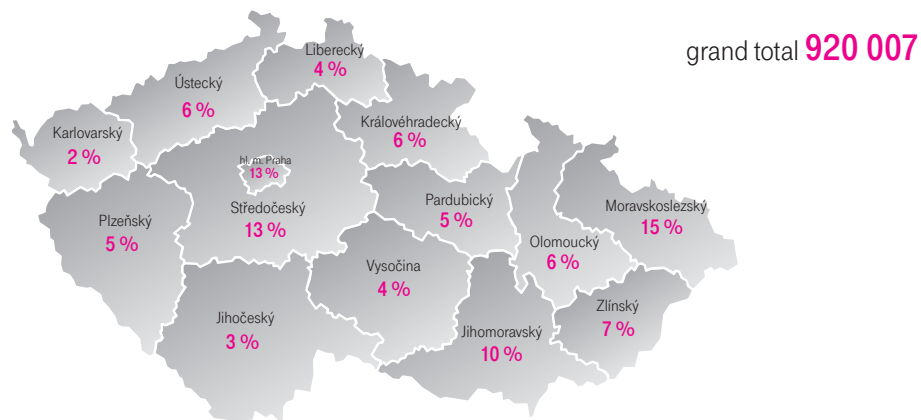 grand total 920 007
Liberecký
4 %
Ústecký
6 %
Karlovarský
2 %
Královéhradecký
6 %
hl. m. Praha
13 %
Středočeský
13 %
Plzeňský
5 %
Pardubický
5 %
Moravskoslezský
15 %
Olomoucký
6 %
Vysočina
4 %
Zlínský
7 %
Jihočeský
3 %
Jihomoravský
10 %